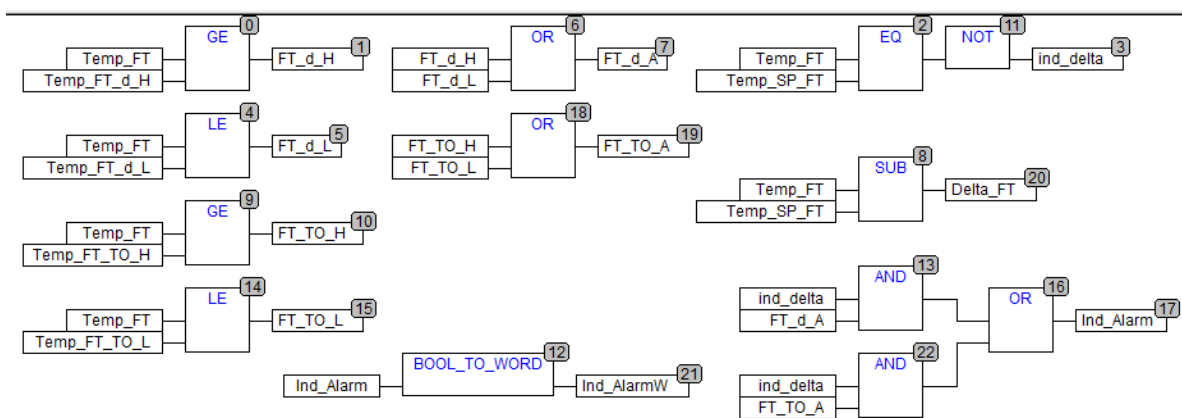 GE 0
Temp_FT
Temp_FT_d_H
FT_d_H 1
OR 6
FT_d_H
FT_d_L
FT_d_A 7
EQ 2
Temp_FT
Temp_SP_FT
NOT 11
ind_delta 3
LE 4
Temp_FT
Temp_FT_d_L
FT_d_L 5
OR 18
FT_TO_H
FT_TO_L
FT_TO_A 19
SUB 8
Temp_FT
Temp_SP_FT
Delta_FT 20
GE 9
Temp_FT
Temp_FT_TO_H
FT_TO_H 10
LE 14
Temp_FT
Temp_FT_TO_L
FT_TO_L 15
AND 13
ind_delta
FT_d_A
OR 16
Ind_Alarm 17
BOOL_TO_WORD 12
Ind_Alarm
Ind_AlarmW 21
AND 22
ind_delta
FT_TO_A